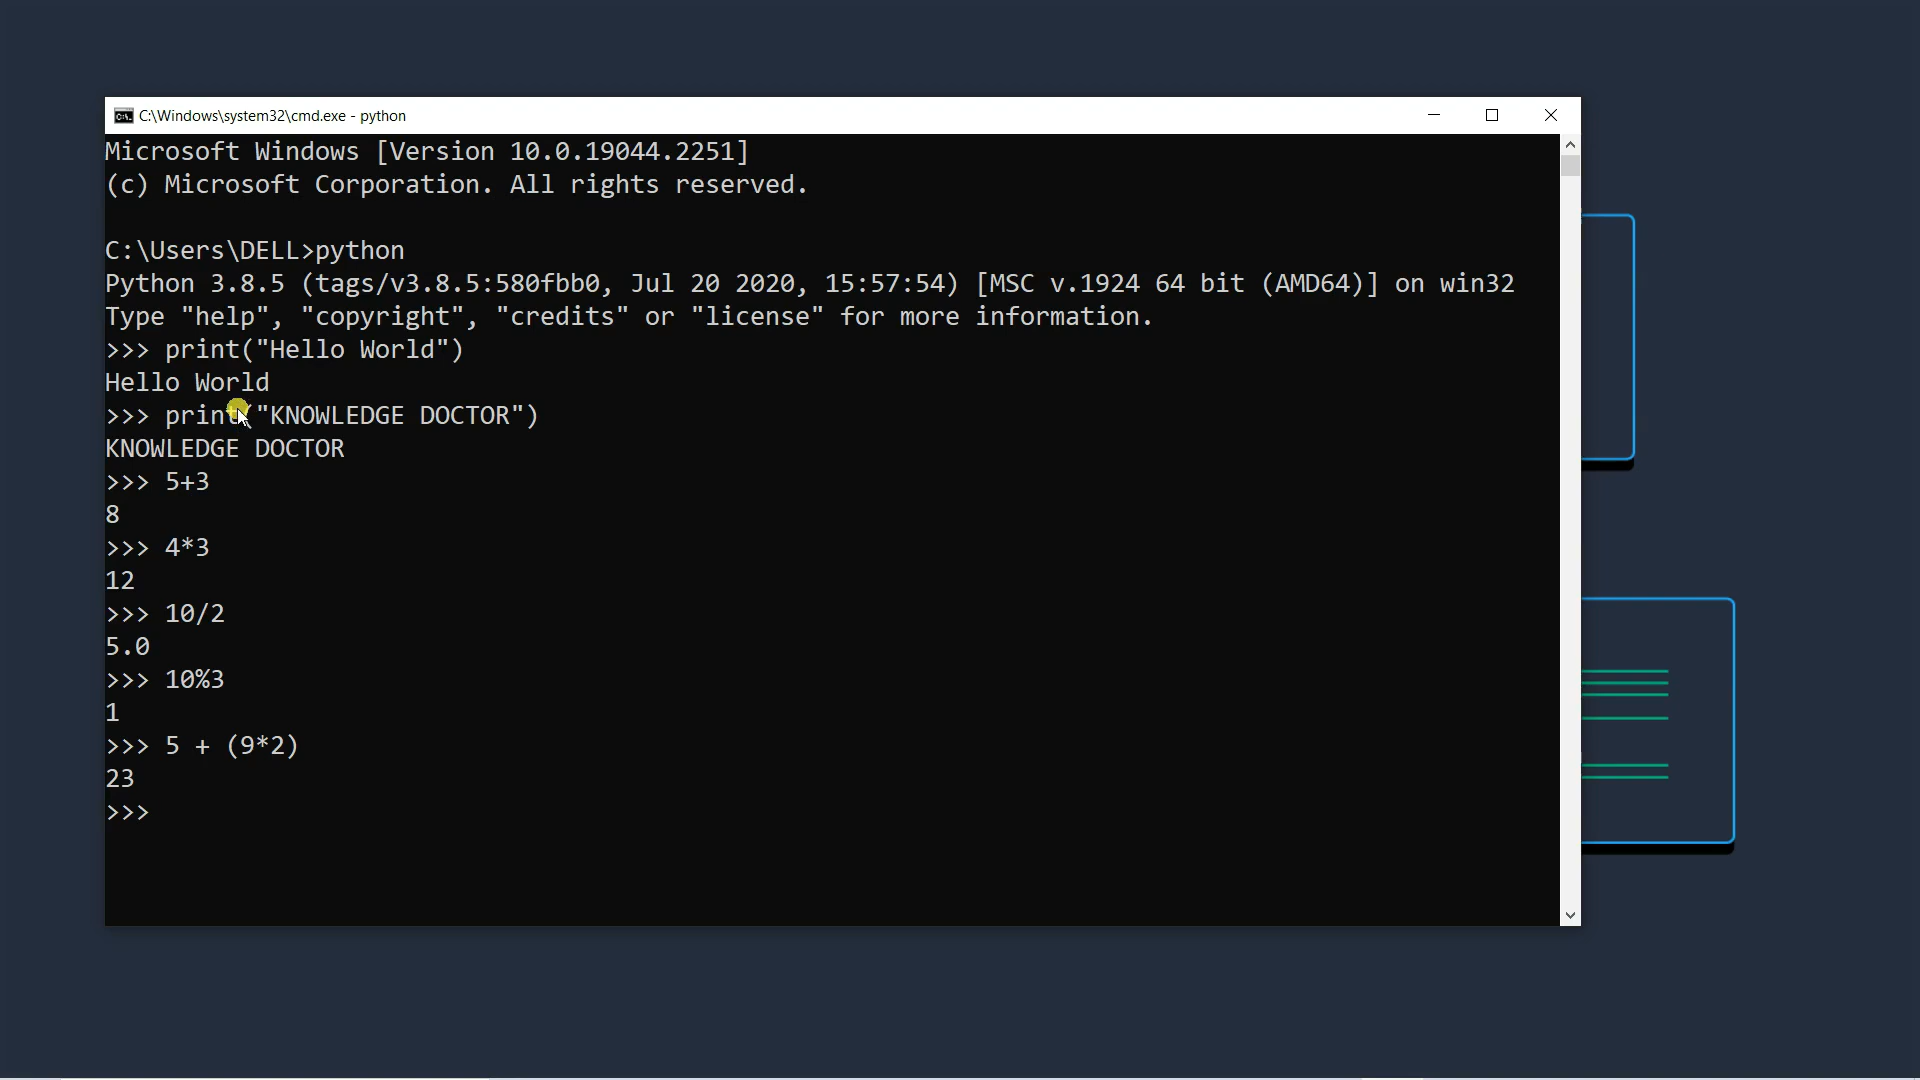 C:\Windows\system32\cmd.exe - python
Microsoft Windows [Version 10.0.19044.2251]
(c) Microsoft Corporation. All rights reserved.
C:\Users\DELL>python
Python 3.8.5 (tags/v3.8.5:580fbb0, Jul 20 2020, 15:57:54) [MSC v.1924 64 bit (AMD64)] on win32
Type "help", "copyright", "credits" or "license" for more information.
>>> print("Hello World")
Hello World
>>> print("KNOWLEDGE DOCTOR")
KNOWLEDGE DOCTOR
>>> 5+3
8
>>> 4*3
12
>>> 10/2
5.0
>>> 10%3
1
>>> 5 + (9*2)
23
>>>